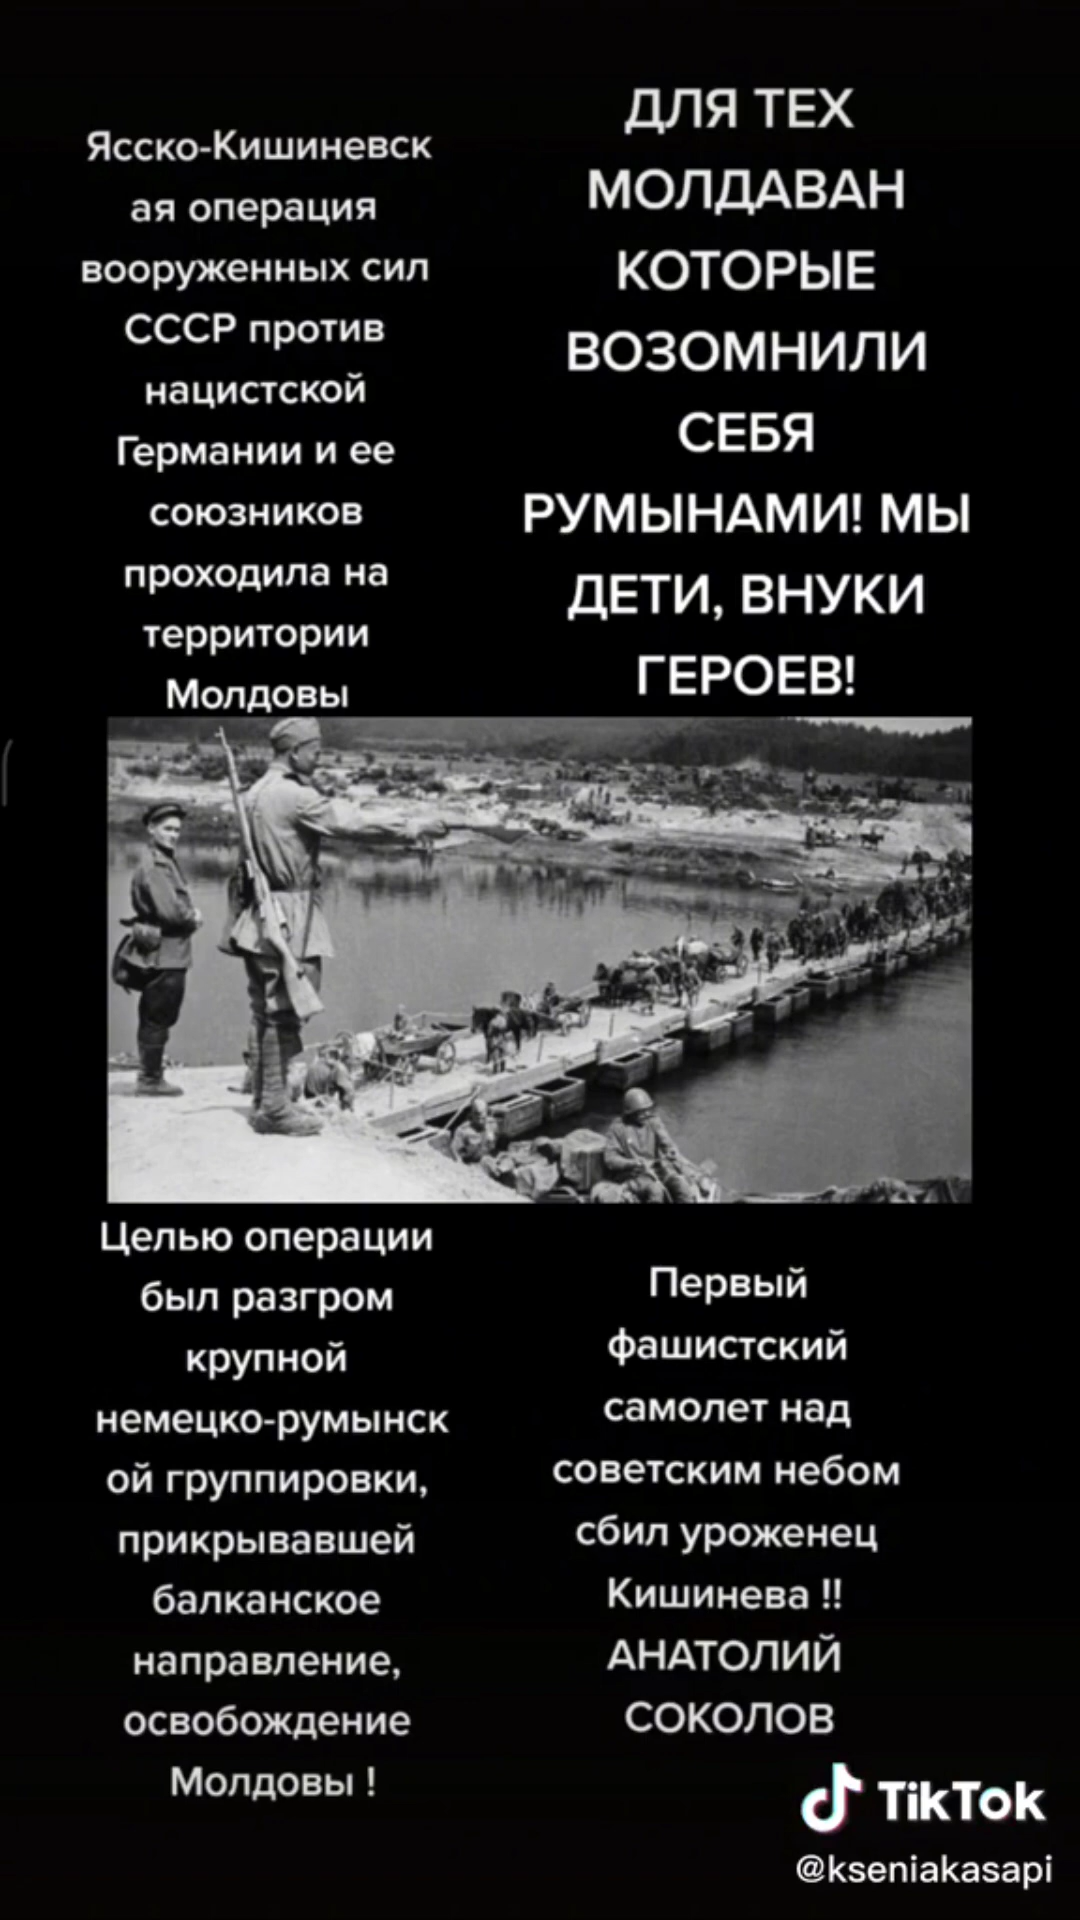 Ясско-Кишиневск
ая операция
вооруженных сил
СССР против
нацистской
Германии и ее
союзников
проходила на
территории
Молдовы
ДЛЯ ТЕХ
МОЛДАВАН
КОТОРЫЕ
ВОЗОМНИЛИ
СЕБЯ
РУМЫНАМИ! МЫ
ДЕТИ, ВНУКИ
ГЕРОЕВ!
Целью операции
был разгром
крупной
немецко-румынск
ой группировки,
прикрывавшей
балканское
направление,
освобождение
Молдовы !
Первый
фашистский
самолет над
советским небом
сбил уроженец
Кишинева !!
АНАТОЛИЙ
СОКОЛОВ
TikTok
@kseniakasapi